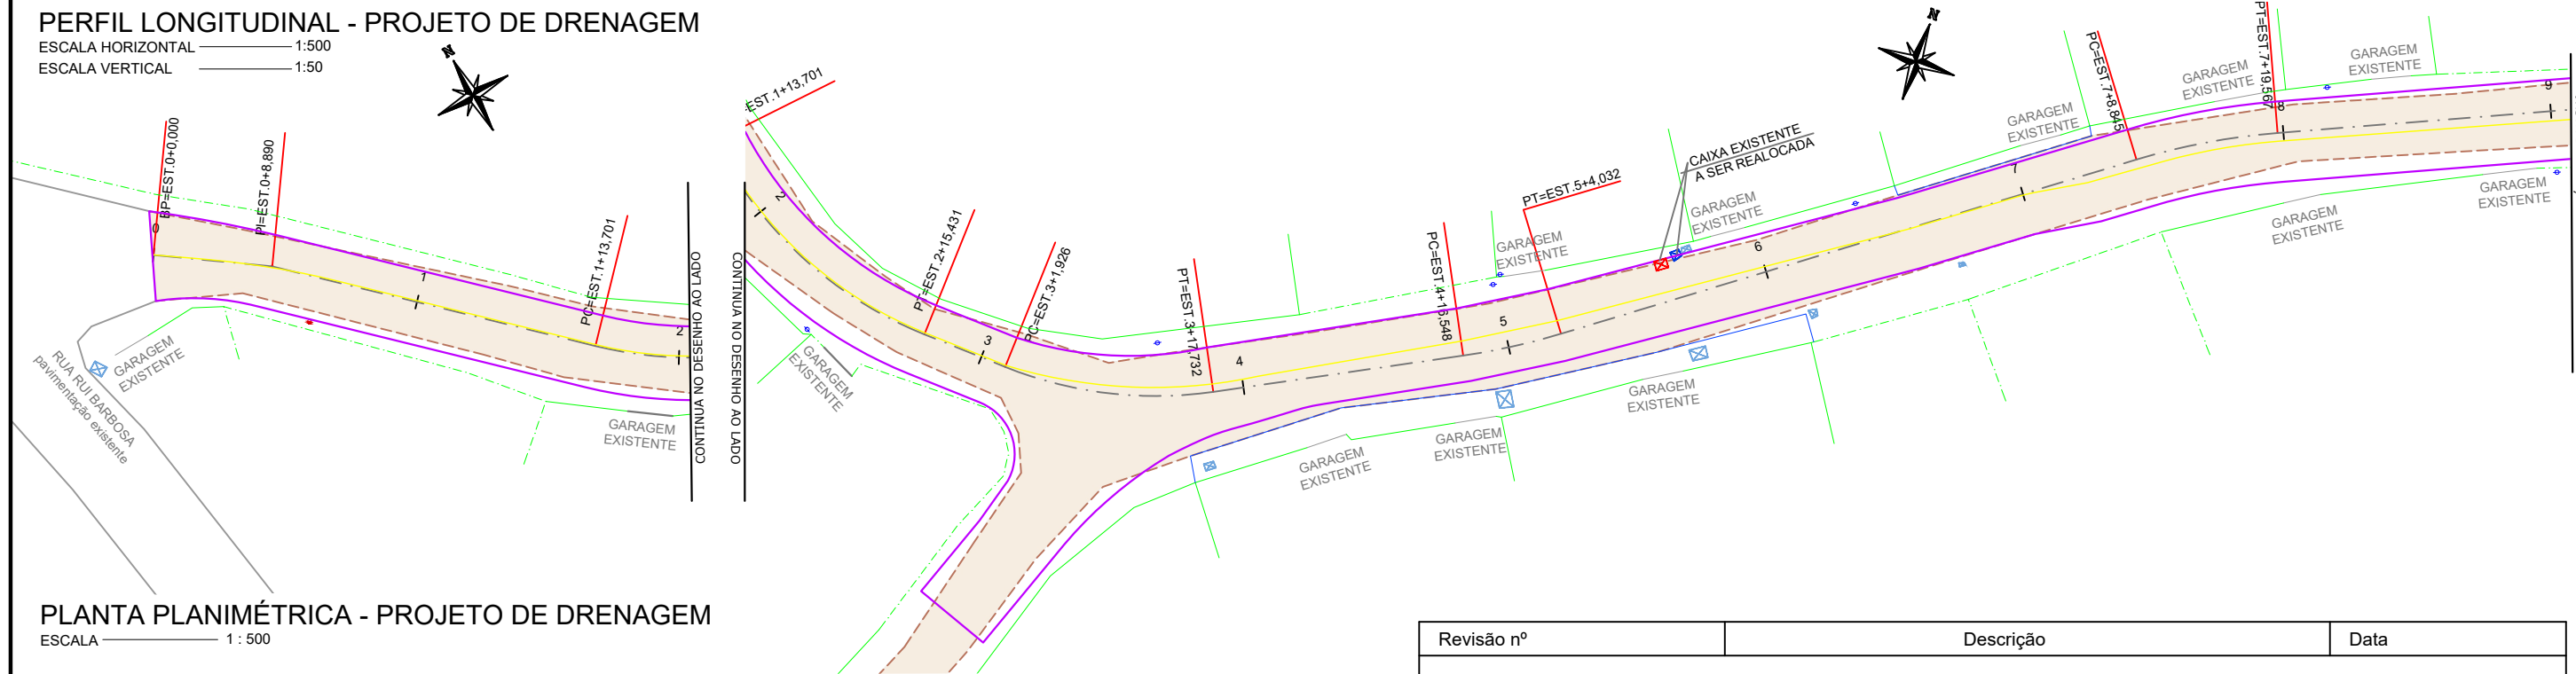 PERFIL LONGITUDINAL - PROJETO DE DRENAGEM
ESCALA HORIZONTAL 1:500
ESCALA VERTICAL 1:50
N
BP=EST.0+0,000
0
PI=EST.0+8,890
1
PC=EST.1+13,701
2
CONTINUA NO DESENHO AO LADO
GARAGEM
EXISTENTE
RUA RUI BARBOSA
pavimentação existente
GARAGEM
EXISTENTE
CONTINUA NO DESENHO AO LADO
EST.1+13,701
2
PT=EST.2+15,431
3
PC=EST.3+1,926
GARAGEM
EXISTENTE
PT=EST.3+17,732
4
PC=EST.4+16,548
5
PT=EST.5+4,032
GARAGEM
EXISTENTE
CAIXA EXISTENTE
A SER REALOCADA
GARAGEM
EXISTENTE
6
N
7
GARAGEM
EXISTENTE
PC=EST.7+8,845
GARAGEM
EXISTENTE
PT=EST.7+19,567
8
GARAGEM
EXISTENTE
9
GARAGEM
EXISTENTE
GARAGEM
EXISTENTE
GARAGEM
EXISTENTE
GARAGEM
EXISTENTE
GARAGEM
EXISTENTE
PLANTA PLANIMÉTRICA - PROJETO DE DRENAGEM
ESCALA 1 : 500
Revisão nº Descrição Data